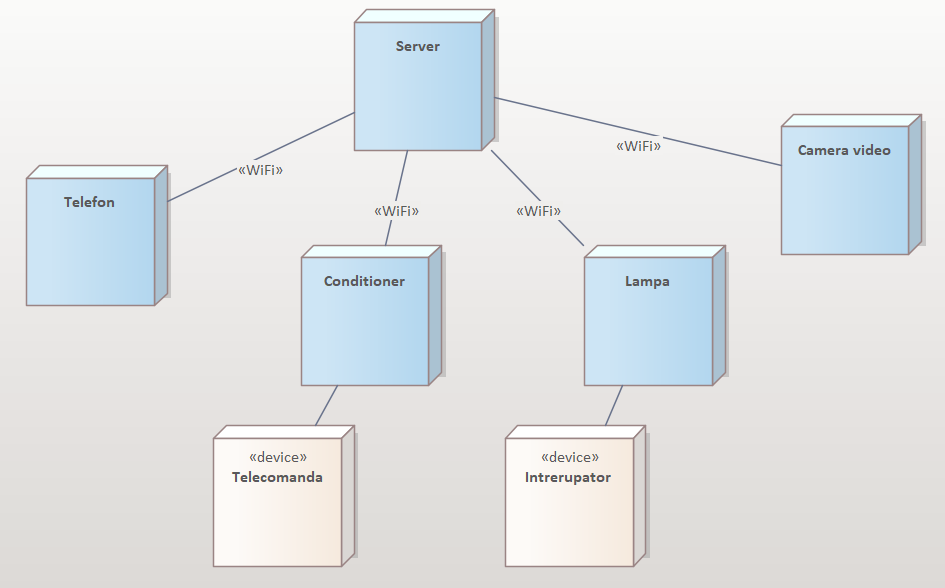 Server
«WiFi»
Camera video
«WiFi»
Telefon
«WiFi»
«WiFi»
Conditioner
Lampa
«device»
Telecomanda
«device»
Intrerupator